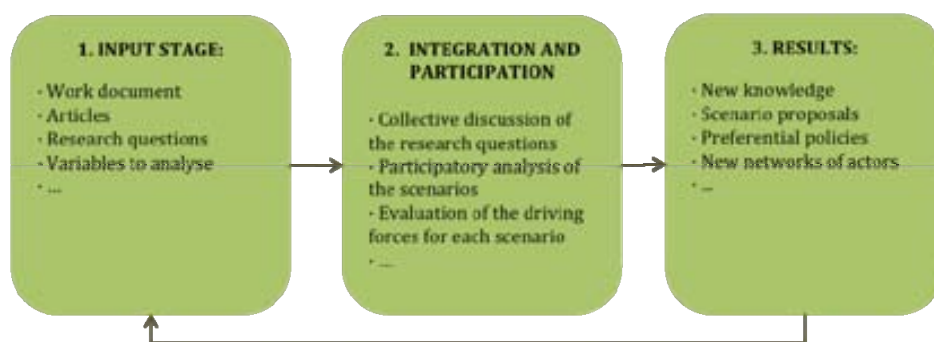 1. INPUT STAGE:
· Work document
· Articles
· Research questions
· Variables to analyse
· ...
2. INTEGRATION AND
PARTICIPATION
· Collective discussion of
the research questions
· Participatory analysis of
the scenarios
· Evaluation of the driving
forces for each scenario
· ...
3. RESULTS:
· New knowledge
· Scenario proposals
· Preferential policies
· New networks of actors
· ...